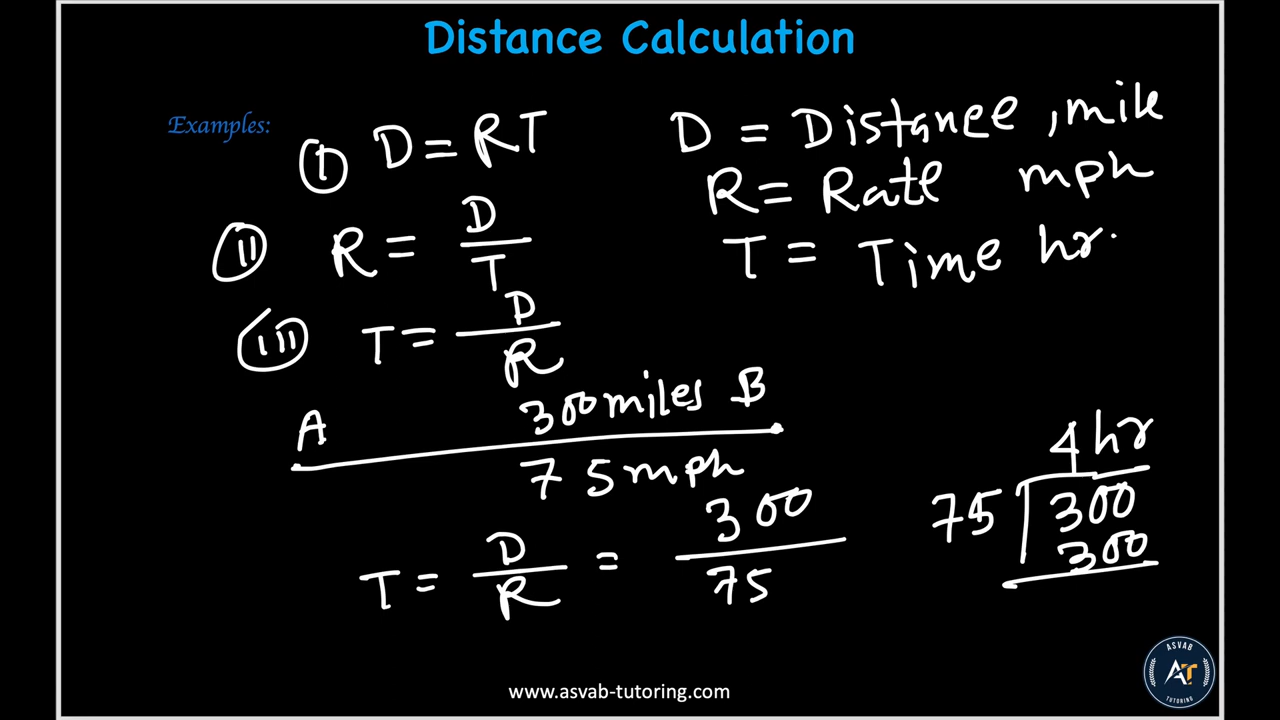 Distance Calculation
Examples:
(I) D = RT
D = Distance, mile
(II) R = D/T
R = Rate mph
T = Time hr.
(III) T = D/R
A 300 miles B
75 mph
T = D/R = 300/75
4 hr
75 300
300
ASVAB
AT
TUTORING
www.asvab-tutoring.com